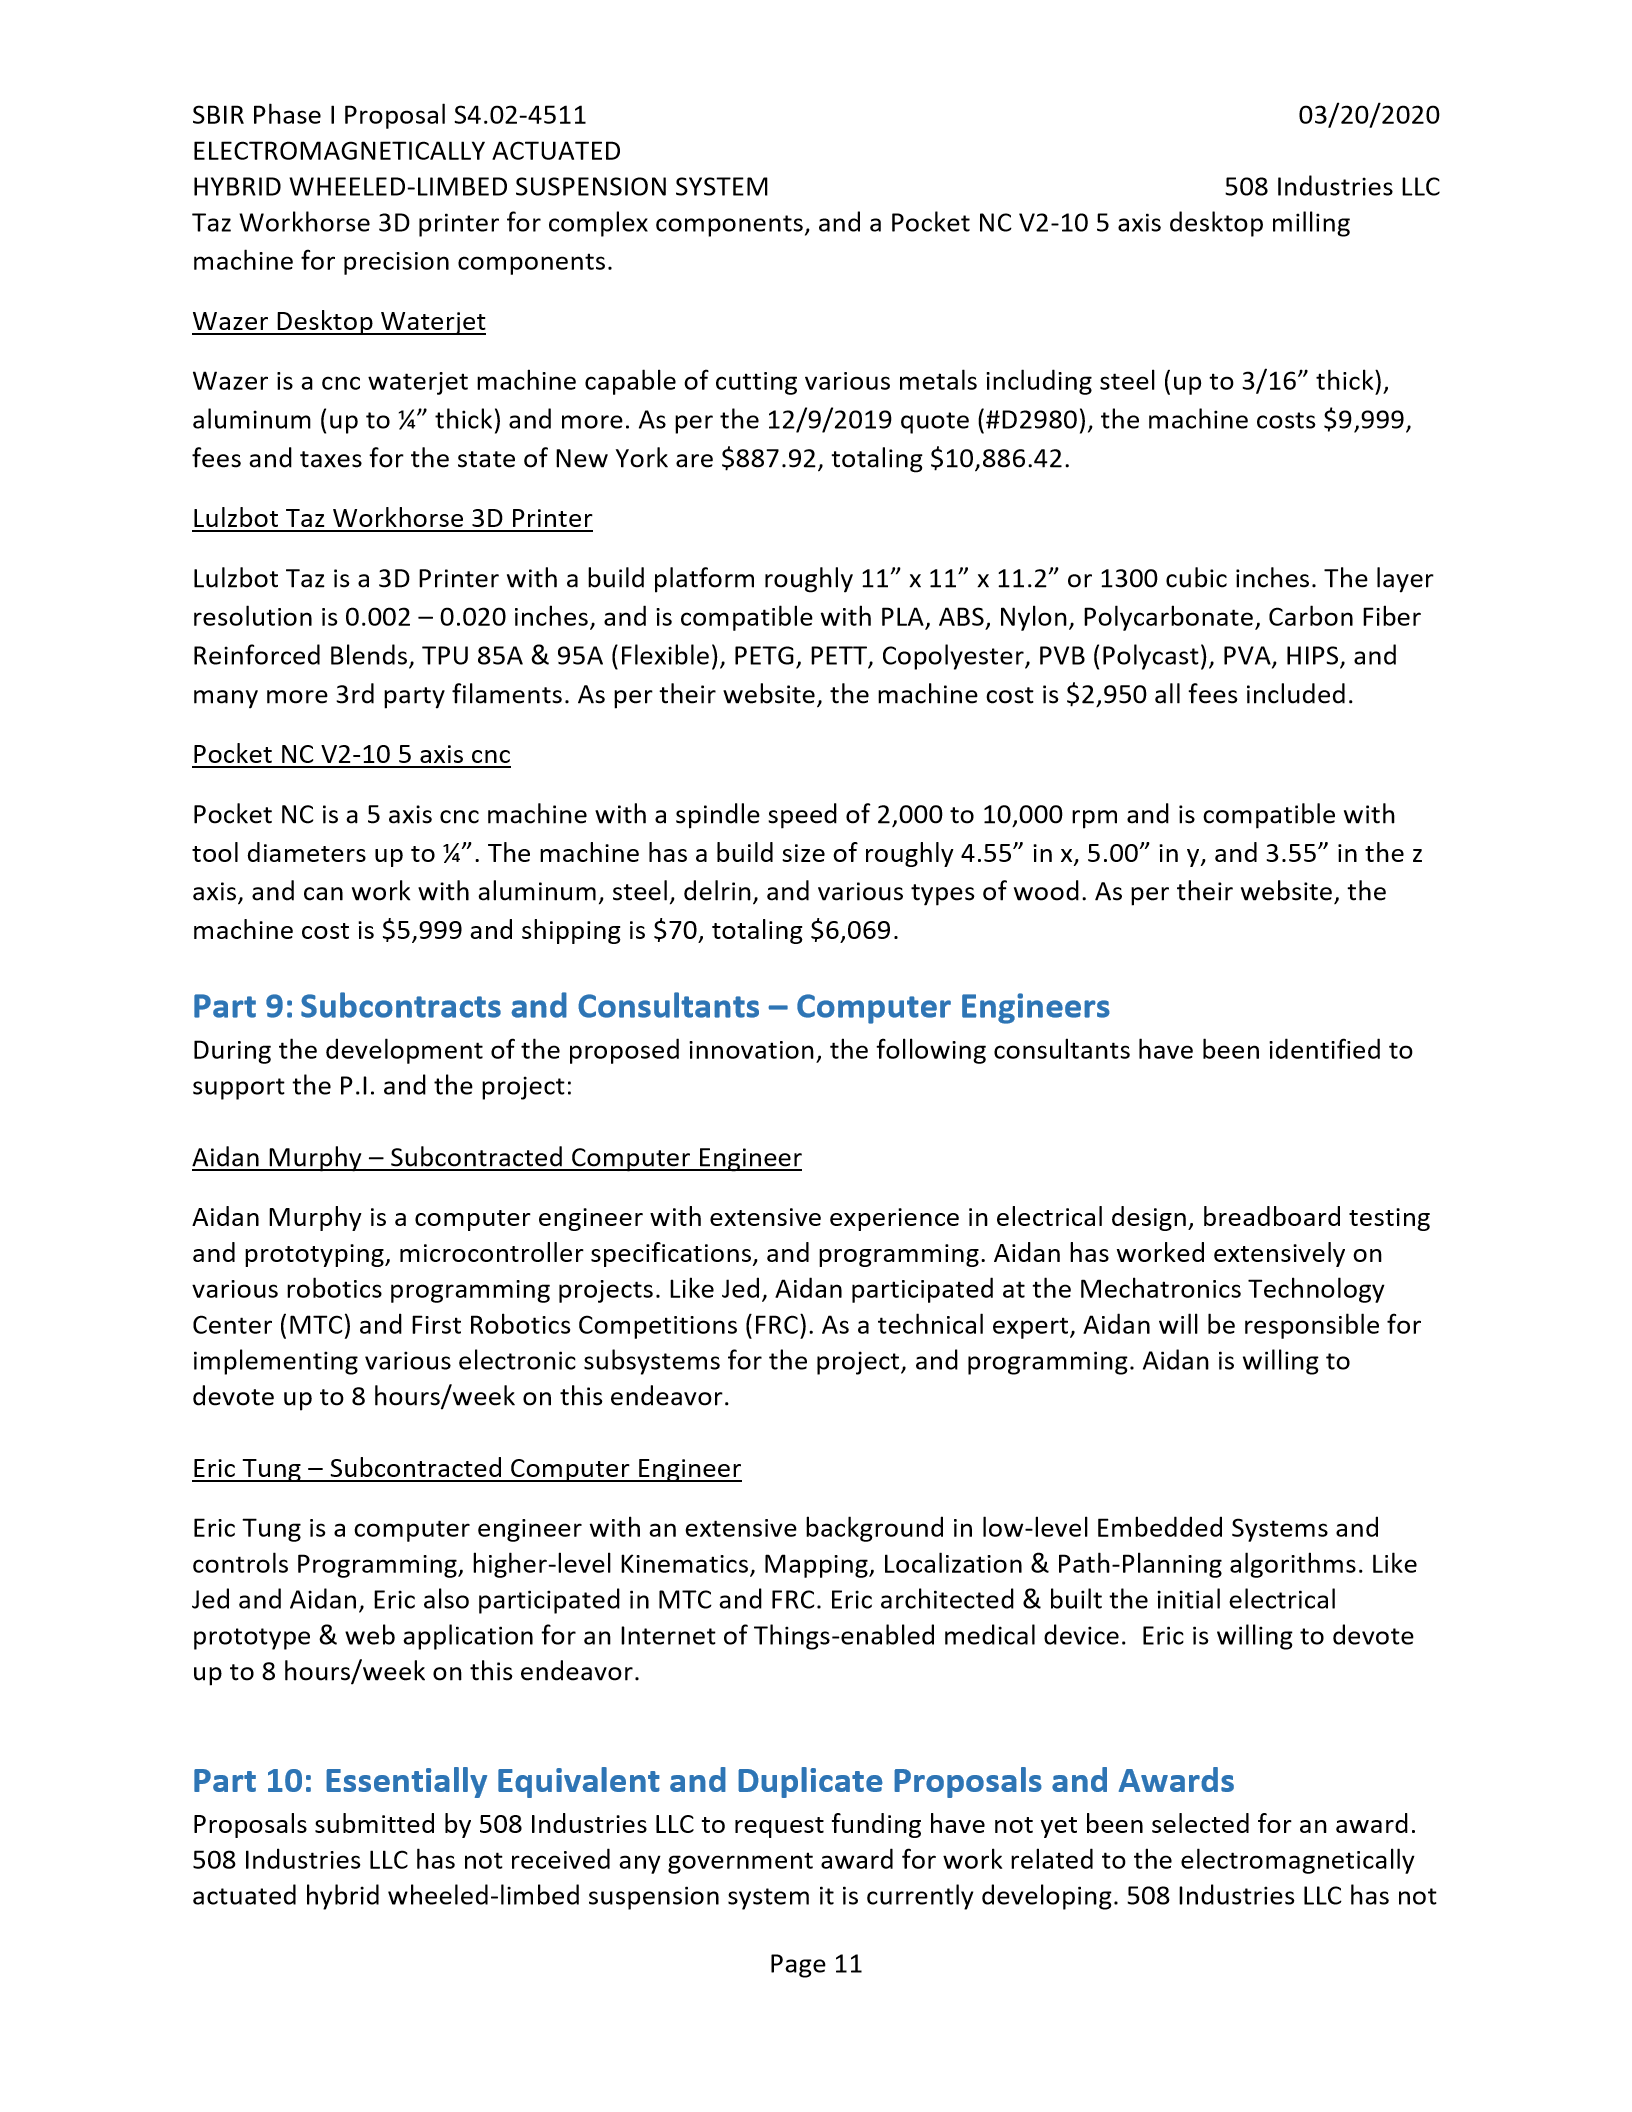 SBIR Phase I Proposal S4.02-4511 03/20/2020
ELECTROMAGNETICALLY ACTUATED
HYBRID WHEELED-LIMBED SUSPENSION SYSTEM 508 Industries LLC
Taz Workhorse 3D printer for complex components, and a Pocket NC V2-10 5 axis desktop milling
machine for precision components.
Wazer Desktop Waterjet
Wazer is a cnc waterjet machine capable of cutting various metals including steel (up to 3/16” thick),
aluminum (up to ¼” thick) and more. As per the 12/9/2019 quote (#D2980), the machine costs $9,999,
fees and taxes for the state of New York are $887.92, totaling $10,886.42.
Lulzbot Taz Workhorse 3D Printer
Lulzbot Taz is a 3D Printer with a build platform roughly 11” x 11” x 11.2” or 1300 cubic inches. The layer
resolution is 0.002 – 0.020 inches, and is compatible with PLA, ABS, Nylon, Polycarbonate, Carbon Fiber
Reinforced Blends, TPU 85A & 95A (Flexible), PETG, PETT, Copolyester, PVB (Polycast), PVA, HIPS, and
many more 3rd party filaments. As per their website, the machine cost is $2,950 all fees included.
Pocket NC V2-10 5 axis cnc
Pocket NC is a 5 axis cnc machine with a spindle speed of 2,000 to 10,000 rpm and is compatible with
tool diameters up to ¼”. The machine has a build size of roughly 4.55” in x, 5.00” in y, and 3.55” in the z
axis, and can work with aluminum, steel, delrin, and various types of wood. As per their website, the
machine cost is $5,999 and shipping is $70, totaling $6,069.
Part 9: Subcontracts and Consultants – Computer Engineers
During the development of the proposed innovation, the following consultants have been identified to
support the P.I. and the project:
Aidan Murphy – Subcontracted Computer Engineer
Aidan Murphy is a computer engineer with extensive experience in electrical design, breadboard testing
and prototyping, microcontroller specifications, and programming. Aidan has worked extensively on
various robotics programming projects. Like Jed, Aidan participated at the Mechatronics Technology
Center (MTC) and First Robotics Competitions (FRC). As a technical expert, Aidan will be responsible for
implementing various electronic subsystems for the project, and programming. Aidan is willing to
devote up to 8 hours/week on this endeavor.
Eric Tung – Subcontracted Computer Engineer
Eric Tung is a computer engineer with an extensive background in low-level Embedded Systems and
controls Programming, higher-level Kinematics, Mapping, Localization & Path-Planning algorithms. Like
Jed and Aidan, Eric also participated in MTC and FRC. Eric architected & built the initial electrical
prototype & web application for an Internet of Things-enabled medical device. Eric is willing to devote
up to 8 hours/week on this endeavor.
Part 10: Essentially Equivalent and Duplicate Proposals and Awards
Proposals submitted by 508 Industries LLC to request funding have not yet been selected for an award.
508 Industries LLC has not received any government award for work related to the electromagnetically
actuated hybrid wheeled-limbed suspension system it is currently developing. 508 Industries LLC has not
Page 11